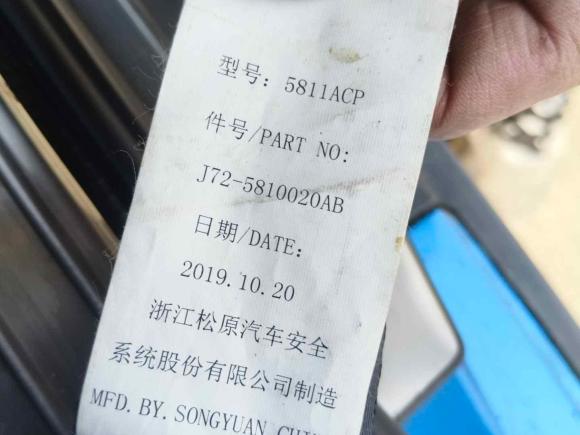 型号: 5811ACP
件号/PART NO:
J72-5810020AB
日期/DATE:
2019.10.20
浙江松原汽车安全
系统股份有限公司制造
MFD. BY. SONGYUAN